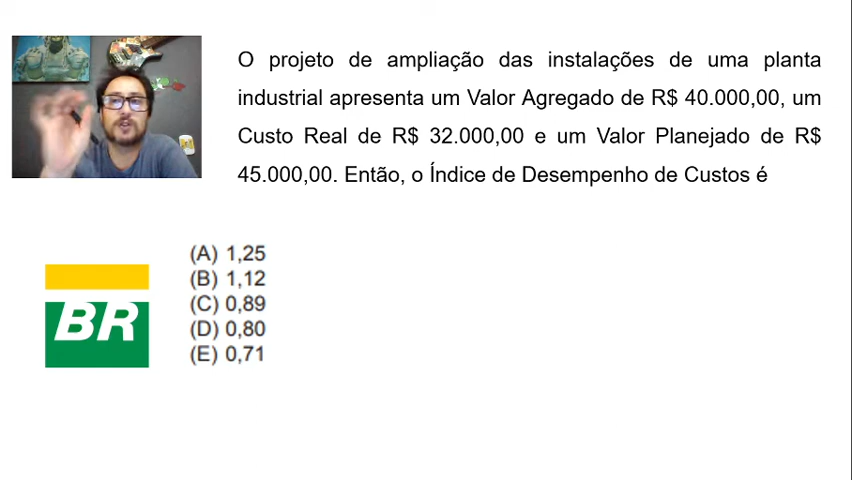 O projeto de ampliação das instalações de uma planta
industrial apresenta um Valor Agregado de R$ 40.000,00, um
Custo Real de R$ 32.000,00 e um Valor Planejado de R$
45.000,00. Então, o Índice de Desempenho de Custos é
(A) 1,25
(B) 1,12
(C) 0,89
(D) 0,80
(E) 0,71
BR